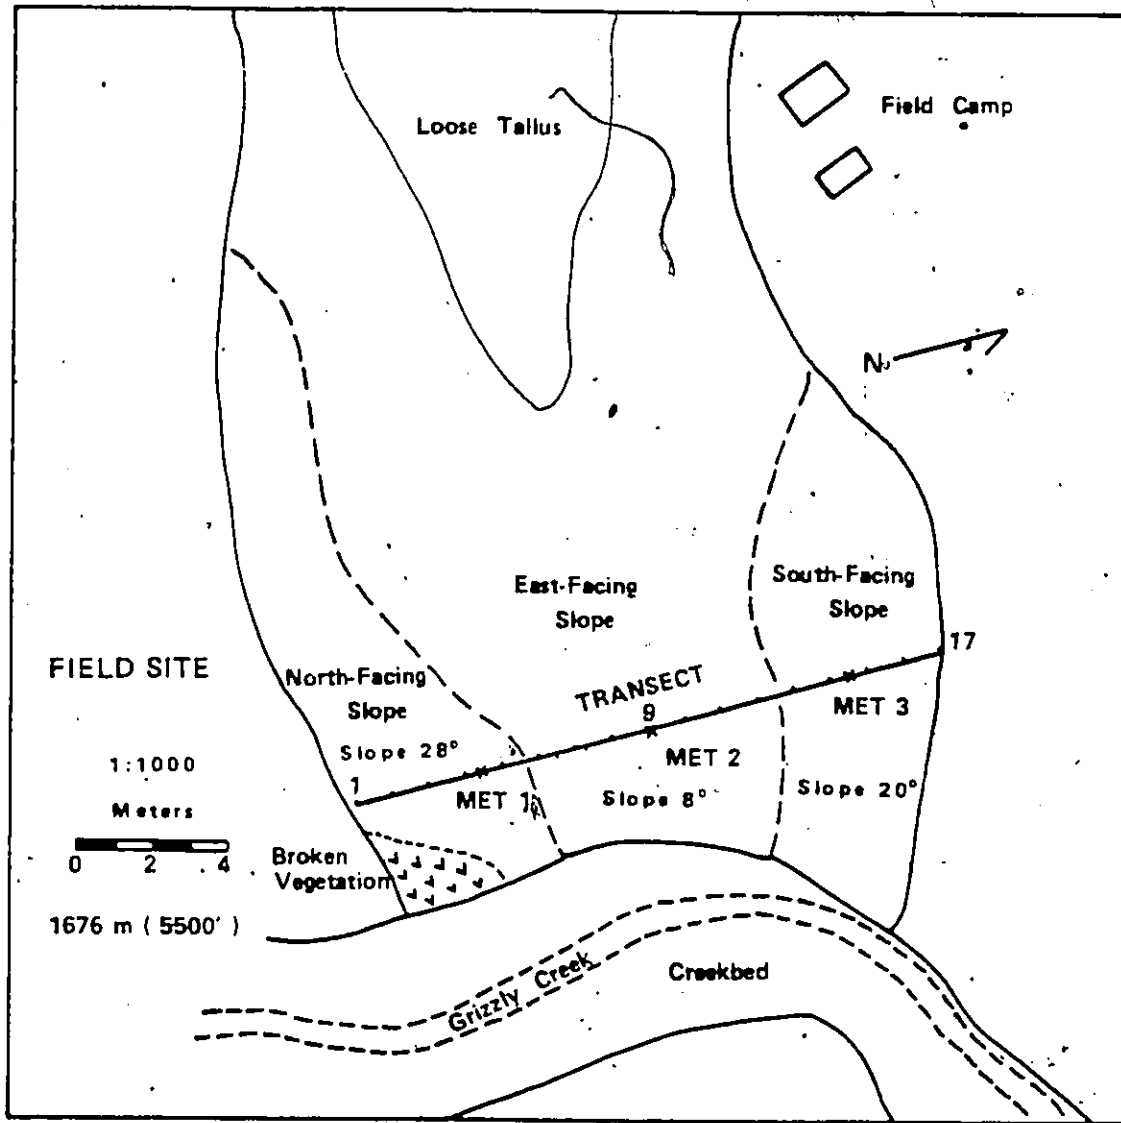 Loose Tallus
Field Camp
N
East-Facing
Slope
South-Facing
Slope
17
FIELD SITE
North-Facing
Slope
TRANSECT
9
MET 3
Slope 28°
MET 2
1:1000
1
MET 1
Slope 8°
Slope 20°
Meters
0 2 4
Broken
Vegetation
1676 m ( 5500' )
Grizzly Creek
Creekbed